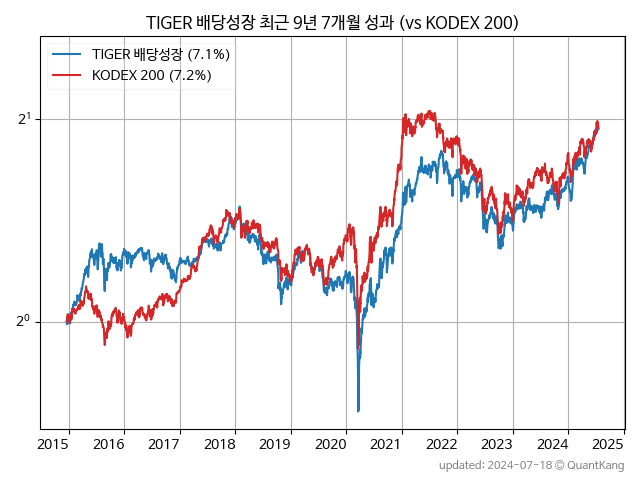 TIGER 배당성장 최근 9년 7개월 성과 (vs KODEX 200)
TIGER 배당성장 (7.1%)
KODEX 200 (7.2%)
2¹
2⁰
2015 2016 2017 2018 2019 2020 2021 2022 2023 2024 2025
updated: 2024-07-18 © QuantKang